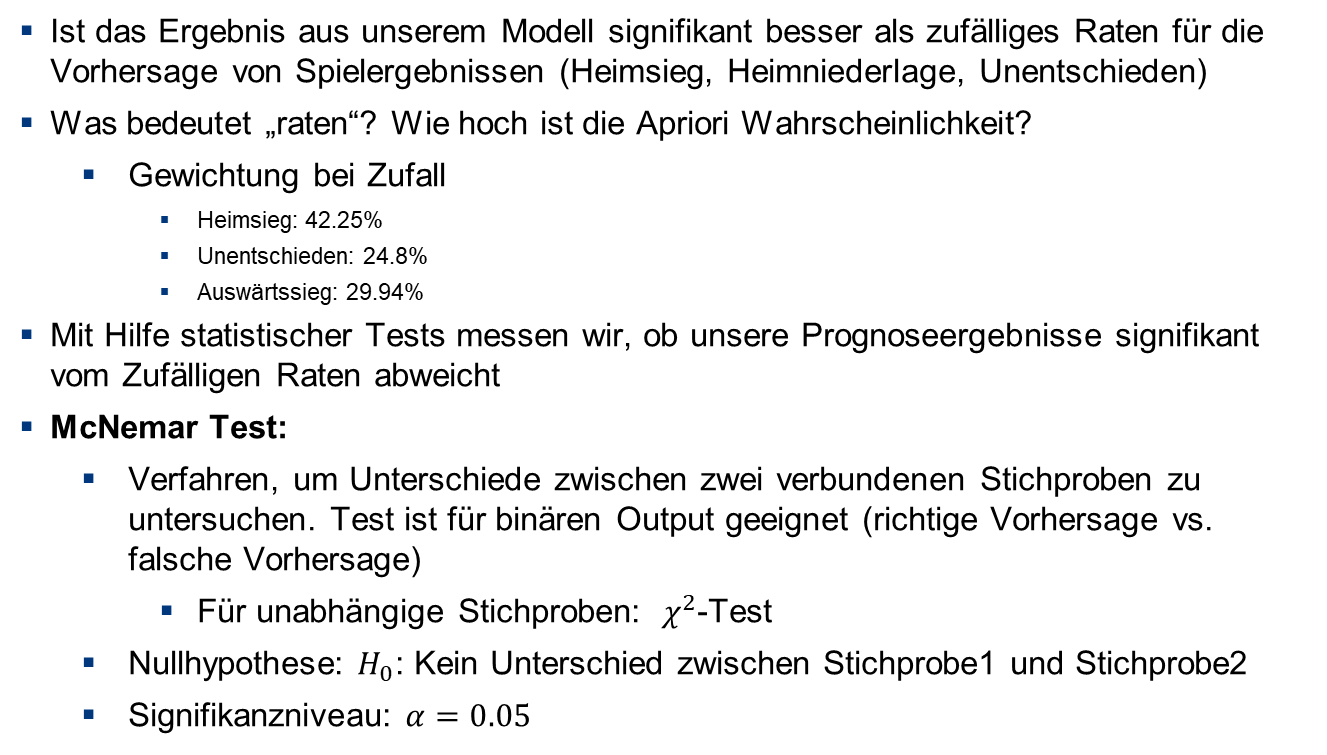 ▪ Ist das Ergebnis aus unserem Modell signifikant besser als zufälliges Raten für die
Vorhersage von Spielergebnissen (Heimsieg, Heimniederlage, Unentschieden)
▪ Was bedeutet „raten“? Wie hoch ist die Apriori Wahrscheinlichkeit?
▪ Gewichtung bei Zufall
▪ Heimsieg: 42.25%
▪ Unentschieden: 24.8%
▪ Auswärtssieg: 29.94%
▪ Mit Hilfe statistischer Tests messen wir, ob unsere Prognoseergebnisse signifikant
vom Zufälligen Raten abweicht
▪ McNemar Test:
▪ Verfahren, um Unterschiede zwischen zwei verbundenen Stichproben zu
untersuchen. Test ist für binären Output geeignet (richtige Vorhersage vs.
falsche Vorhersage)
▪ Für unabhängige Stichproben: χ²-Test
▪ Nullhypothese: H₀: Kein Unterschied zwischen Stichprobe1 und Stichprobe2
▪ Signifikanzniveau: α = 0.05